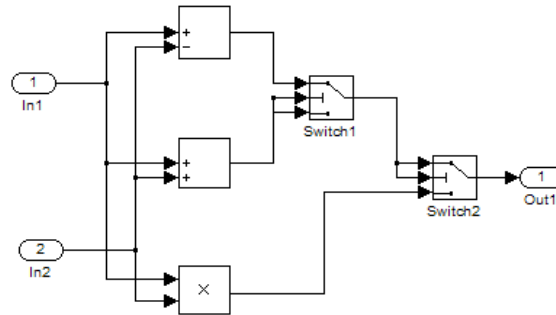 +
−
1
In1
Switch1
+
+
Switch2
1
Out1
2
In2
×